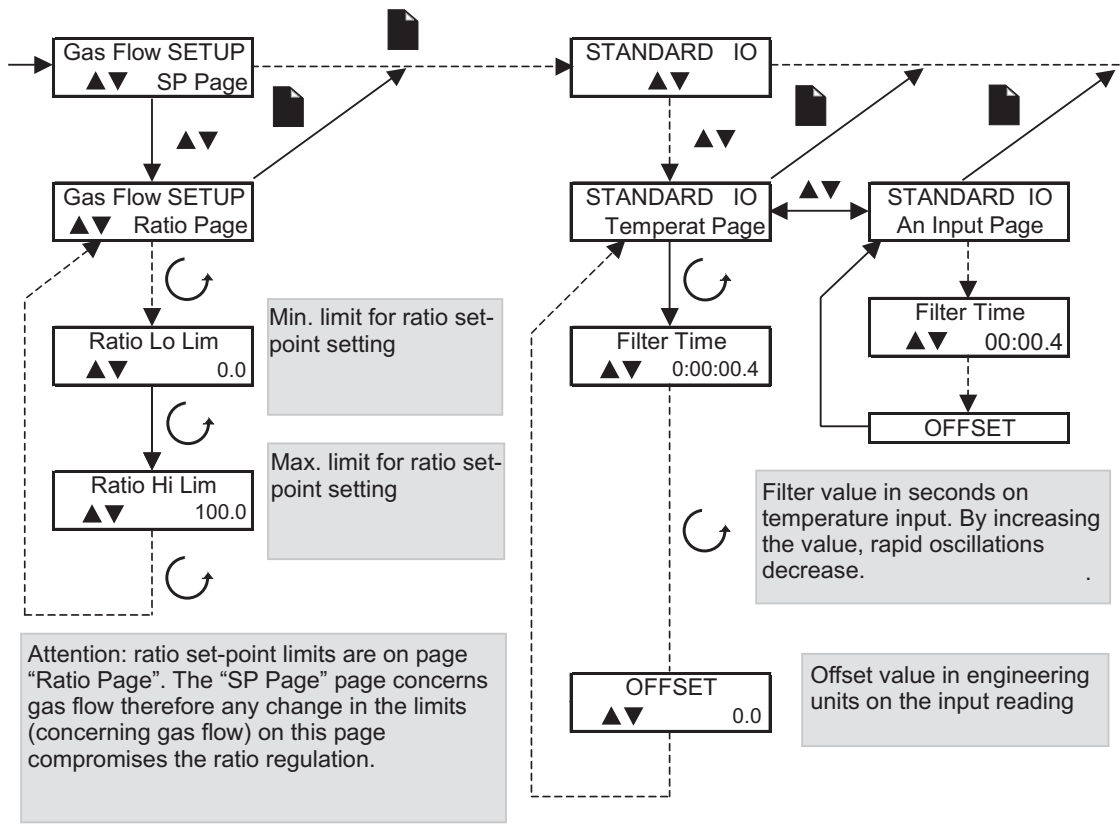 Gas Flow SETUP
▲▼ SP Page
▲▼
Gas Flow SETUP
▲▼ Ratio Page
Ratio Lo Lim
▲▼ 0.0
Min. limit for ratio set-
point setting
Ratio Hi Lim
▲▼ 100.0
Max. limit for ratio set-
point setting
Attention: ratio set-point limits are on page
“Ratio Page”. The “SP Page” page concerns
gas flow therefore any change in the limits
(concerning gas flow) on this page
compromises the ratio regulation.
STANDARD IO
▲▼
▲▼
STANDARD IO
Temperat Page
▲▼
STANDARD IO
An Input Page
Filter Time
▲▼ 0:00:00.4
Filter Time
▲▼ 00:00.4
OFFSET
Filter value in seconds on
temperature input. By increasing
the value, rapid oscillations
decrease. .
OFFSET
▲▼ 0.0
Offset value in engineering
units on the input reading